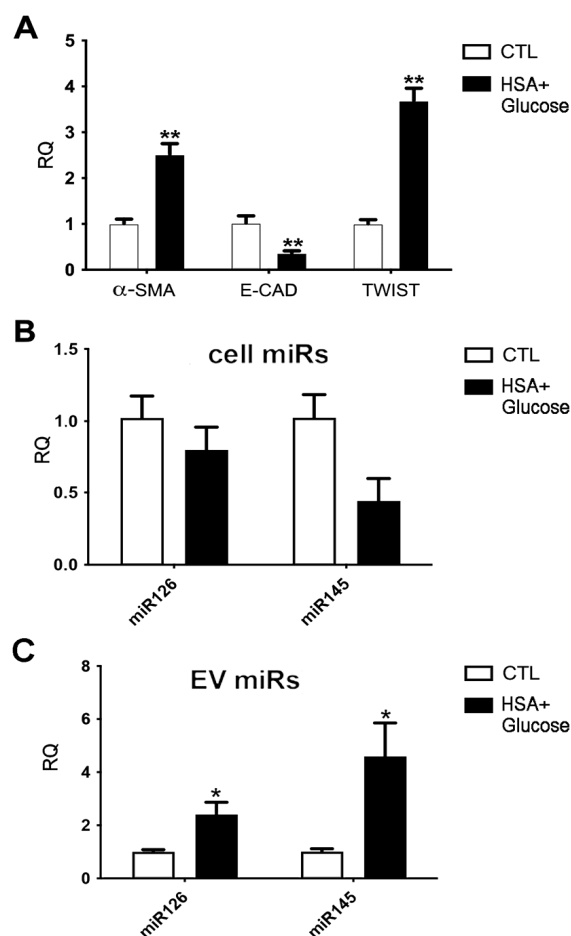 A
5
4
3
2
1
0
RQ
**
**
**
α-SMA
E-CAD
TWIST
CTL
HSA+
Glucose
B
cell miRs
1.5
1.0
0.5
0.0
RQ
miR126
miR145
CTL
HSA+
Glucose
C
EV miRs
8
6
4
2
0
RQ
*
*
miR126
miR145
CTL
HSA+
Glucose